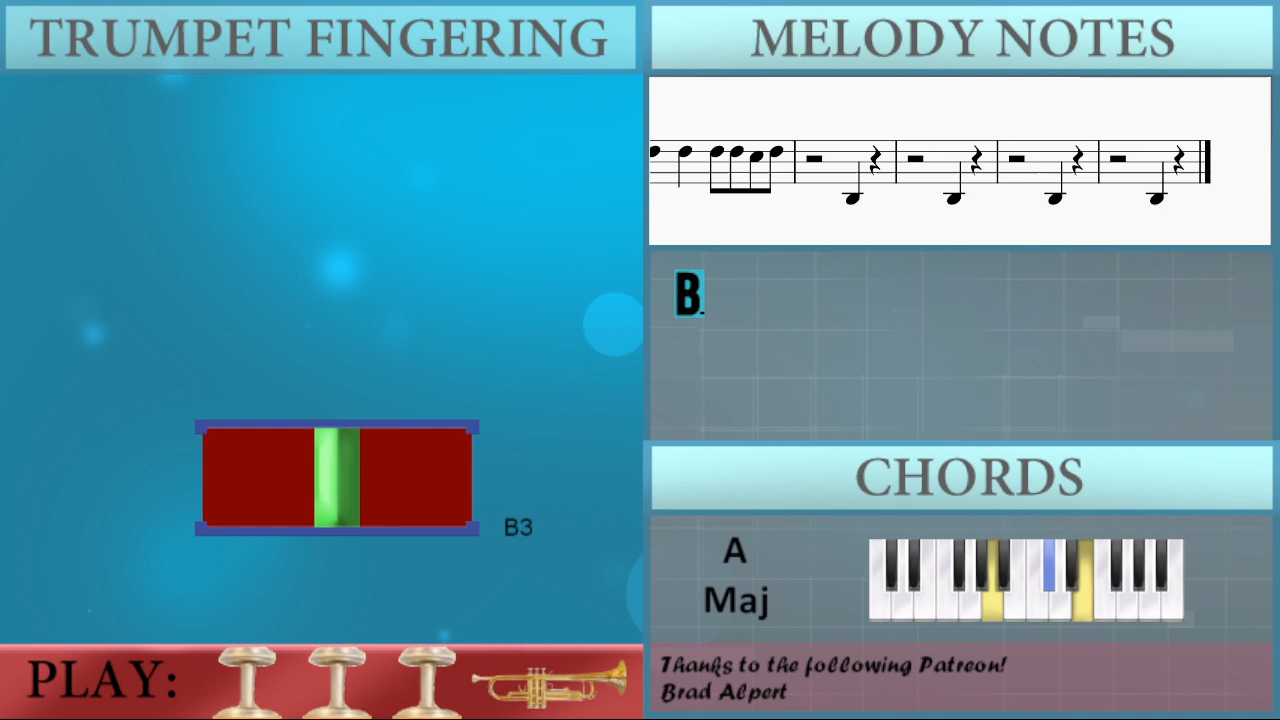 TRUMPET FINGERING
MELODY NOTES
B.
CHORDS
B3
A
Maj
PLAY:
Thanks to the following Patreon!
Brad Alpert